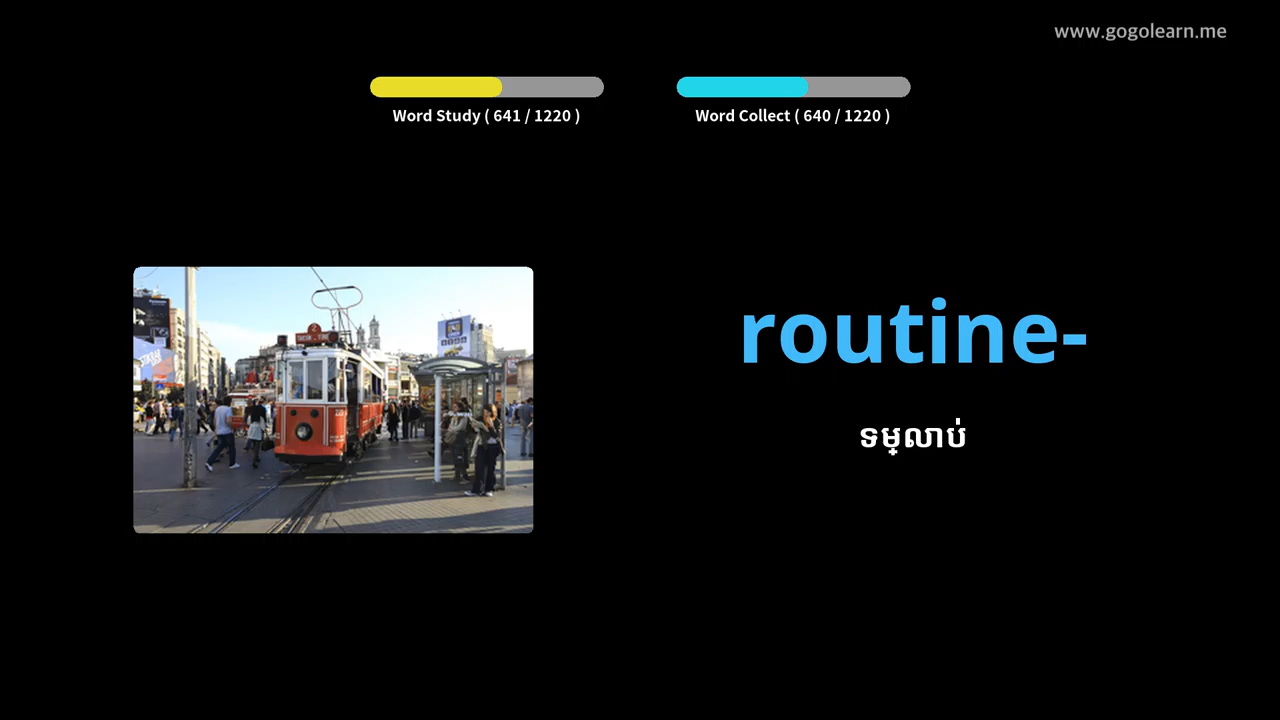 www.gogolearn.me
Word Study ( 641 / 1220 )
Word Collect ( 640 / 1220 )
routine-
ទម្លាប់